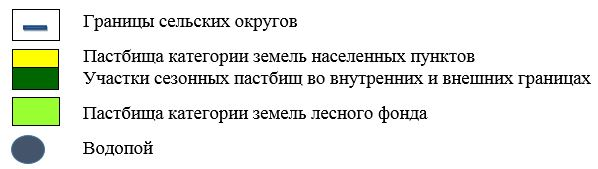 Границы сельских округов
Пастбища категории земель населенных пунктов
Участки сезонных пастбищ во внутренних и внешних границах
Пастбища категории земель лесного фонда
Водопой